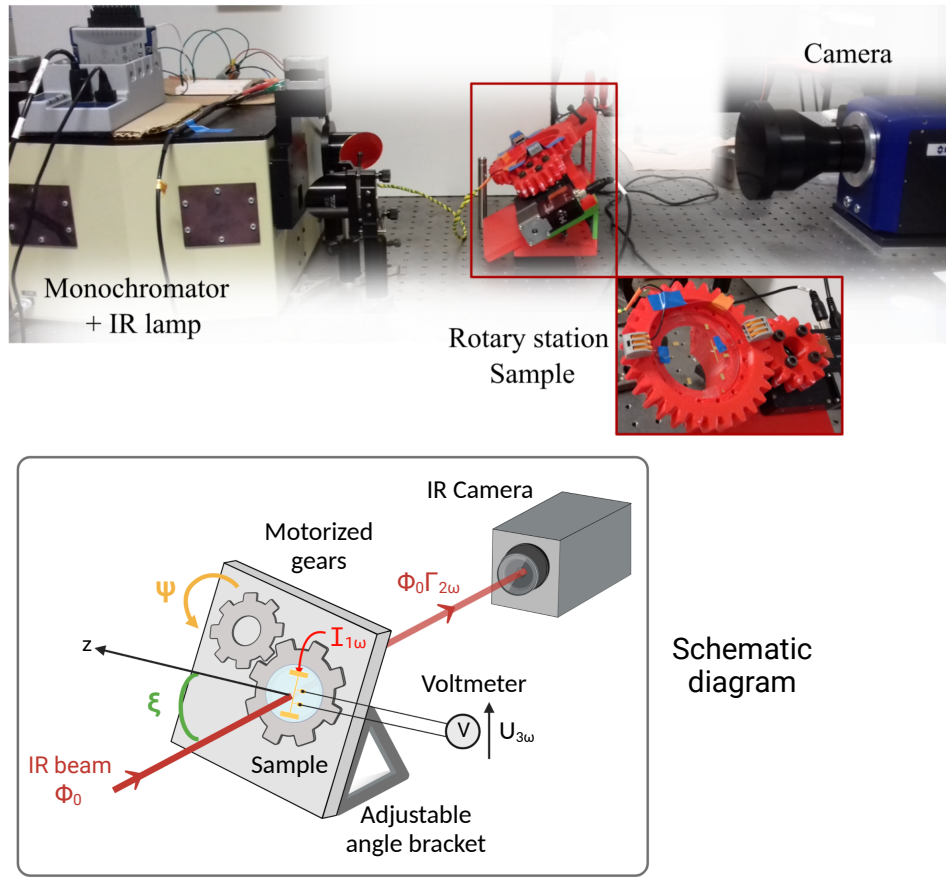 Camera
Monochromator
+ IR lamp
Rotary station
Sample
IR Camera
Motorized
gears
Ψ
Φ₀Γ₂ω
I₁ω
z
Voltmeter
ξ
V
U₃ω
Sample
IR beam
Φ₀
Adjustable
angle bracket
Schematic
diagram